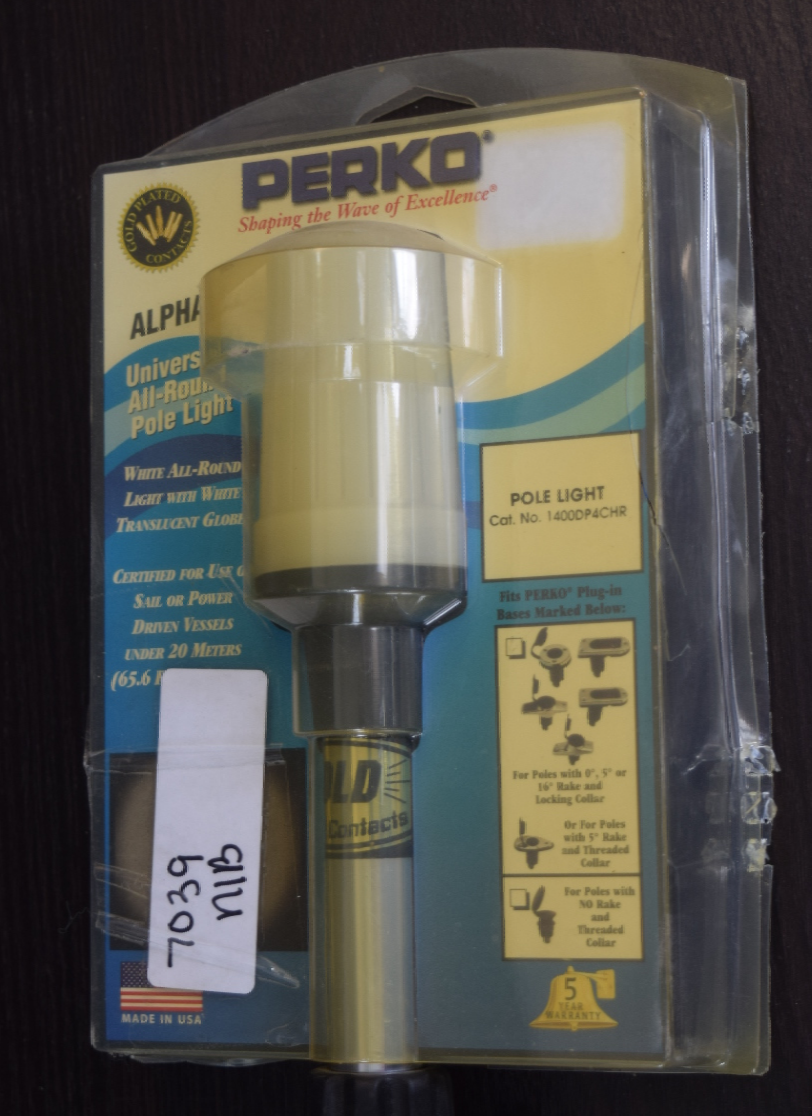 PERKO®
Shaping the Wave of Excellence®
GOLD PLATED
CONTACTS
ALPHA
Univers
All-Rou
Pole Light
WHITE ALL-ROUND
LIGHT WITH WHITE
TRANSLUCENT GLOBE
CERTIFIED FOR USE
SAIL OR POWER
DRIVEN VESSELS
UNDER 20 METERS
(65.6
POLE LIGHT
Cat. No. 1400DP4CHR
Fits PERKO® Plug-in
Bases Marked Below:
For Poles with 0°, 5° or
16° Rake and
Locking Collar
Or For Poles
with 5° Rake
and Threaded
Collar
For Poles with
NO Rake
and
Threaded
Collar
OLD
Contacts
7039
NIB
MADE IN USA
5
YEAR
WARRANTY